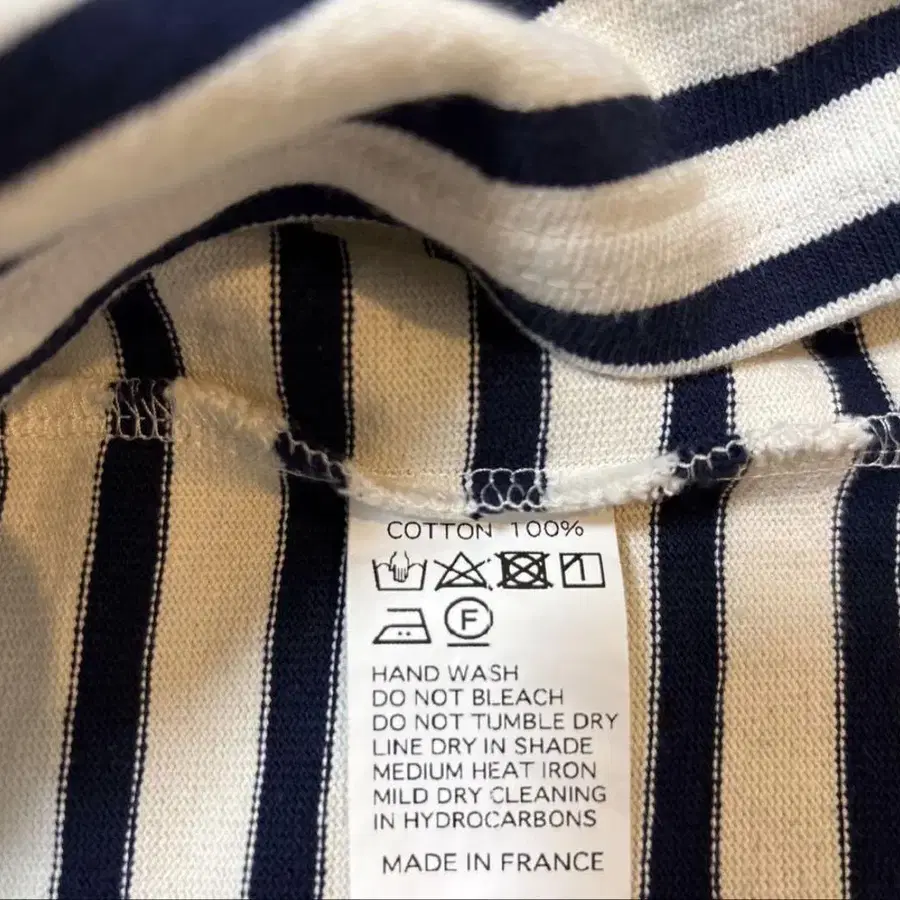 COTTON 100%
F
HAND WASH
DO NOT BLEACH
DO NOT TUMBLE DRY
LINE DRY IN SHADE
MEDIUM HEAT IRON
MILD DRY CLEANING
IN HYDROCARBONS
MADE IN FRANCE